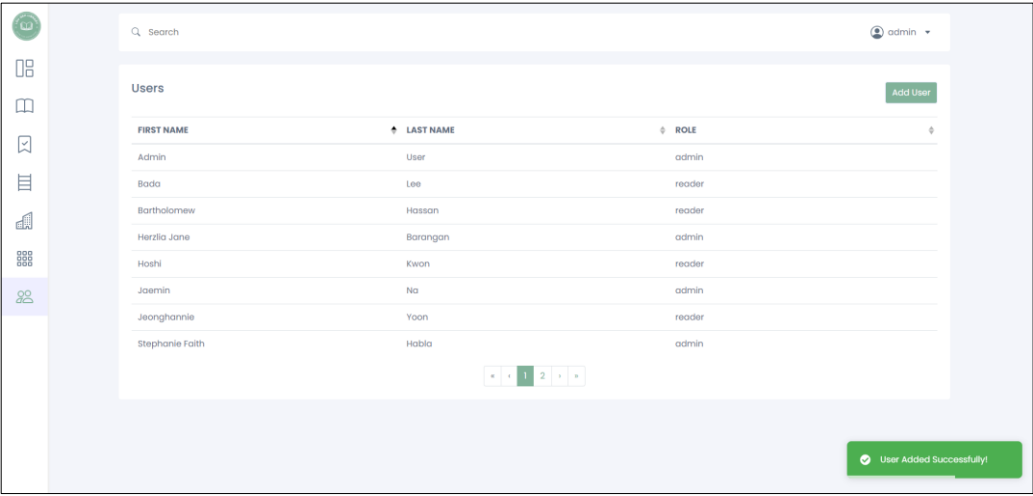 Search
admin
Users
Add User
FIRST NAME LAST NAME ROLE
Admin User admin
Bada Lee reader
Bartholomew Hassan reader
Herzlia Jane Barangan admin
Hoshi Kwon reader
Jaemin Na admin
Jeonghannie Yoon reader
Stephanie Faith Habla admin
« ‹ 1 2 › »
User Added Successfully!